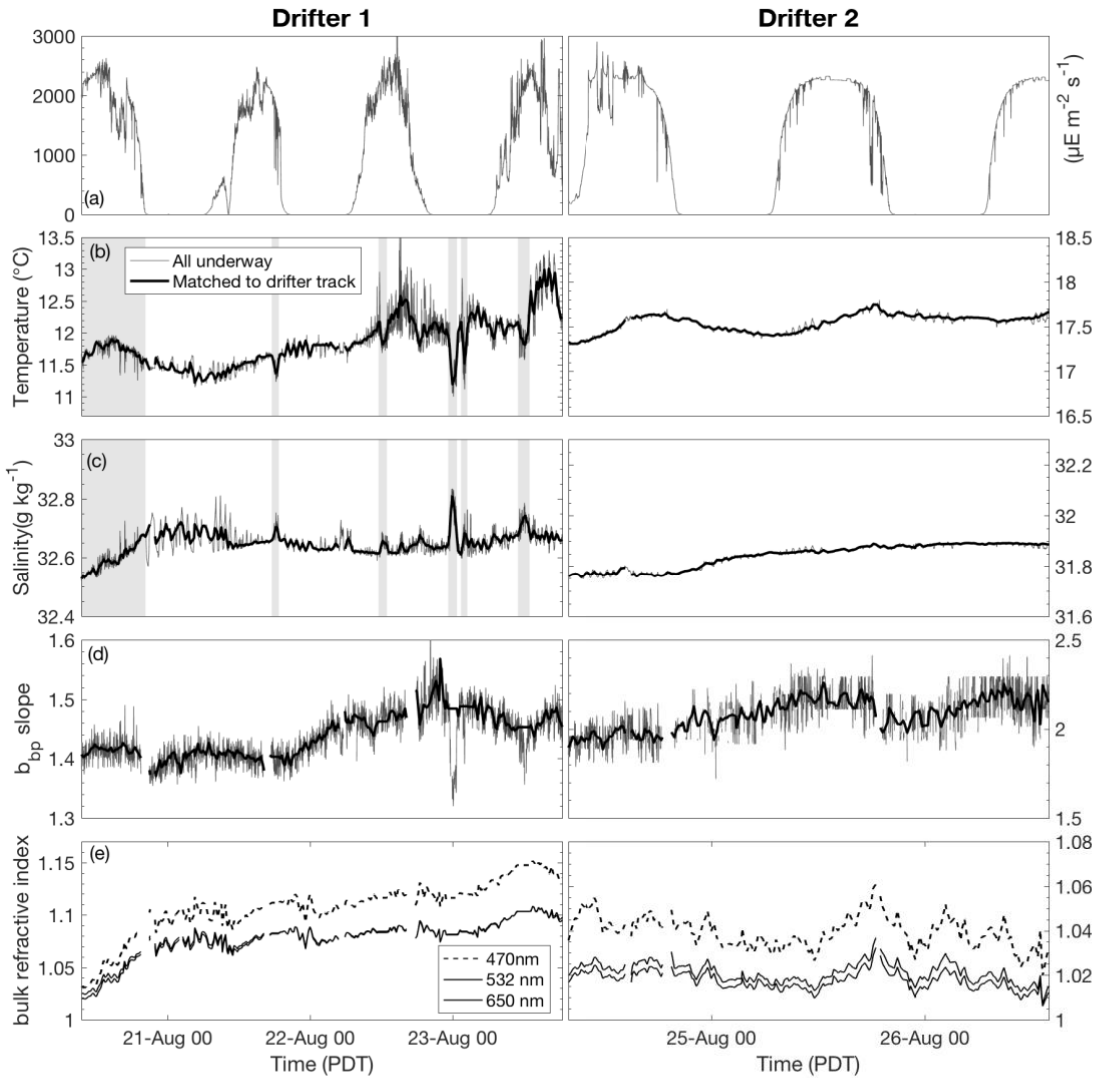 Drifter 1
Drifter 2
3000
2000
1000
0
(a)
(µE m⁻² s⁻¹)
Temperature (°C)
13.5
13
12.5
12
11.5
11
(b)
All underway
Matched to drifter track
18.5
18
17.5
17
16.5
Salinity(g kg⁻¹)
33
32.8
32.6
32.4
(c)
32.2
32
31.8
31.6
b_bp slope
1.6
1.5
1.4
1.3
(d)
2.5
2
1.5
bulk refractive index
1.15
1.1
1.05
1
(e)
470nm
532 nm
650 nm
1.08
1.06
1.04
1.02
1
21-Aug 00
22-Aug 00
23-Aug 00
25-Aug 00
26-Aug 00
Time (PDT)
Time (PDT)